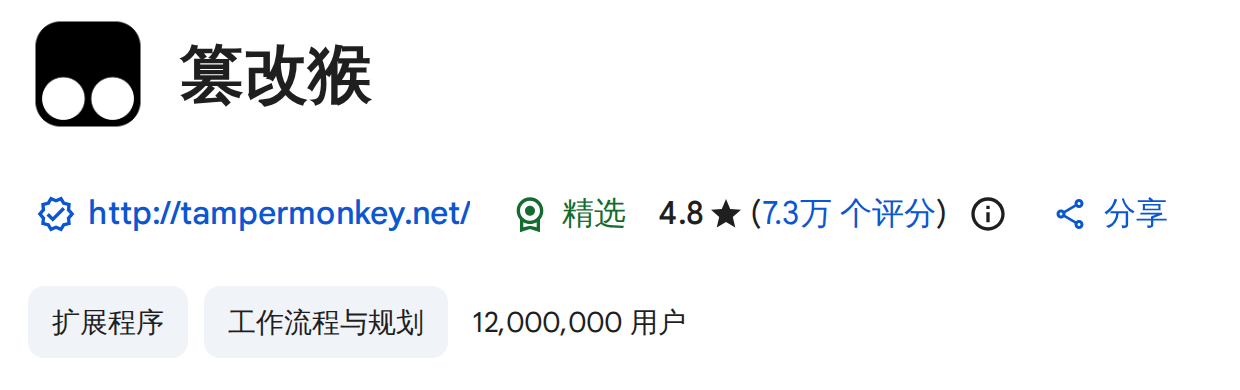 篡改猴
http://tampermonkey.net/ 精选 4.8 ★ (7.3万 个评分) 分享
扩展程序 工作流程与规划 12,000,000 用户